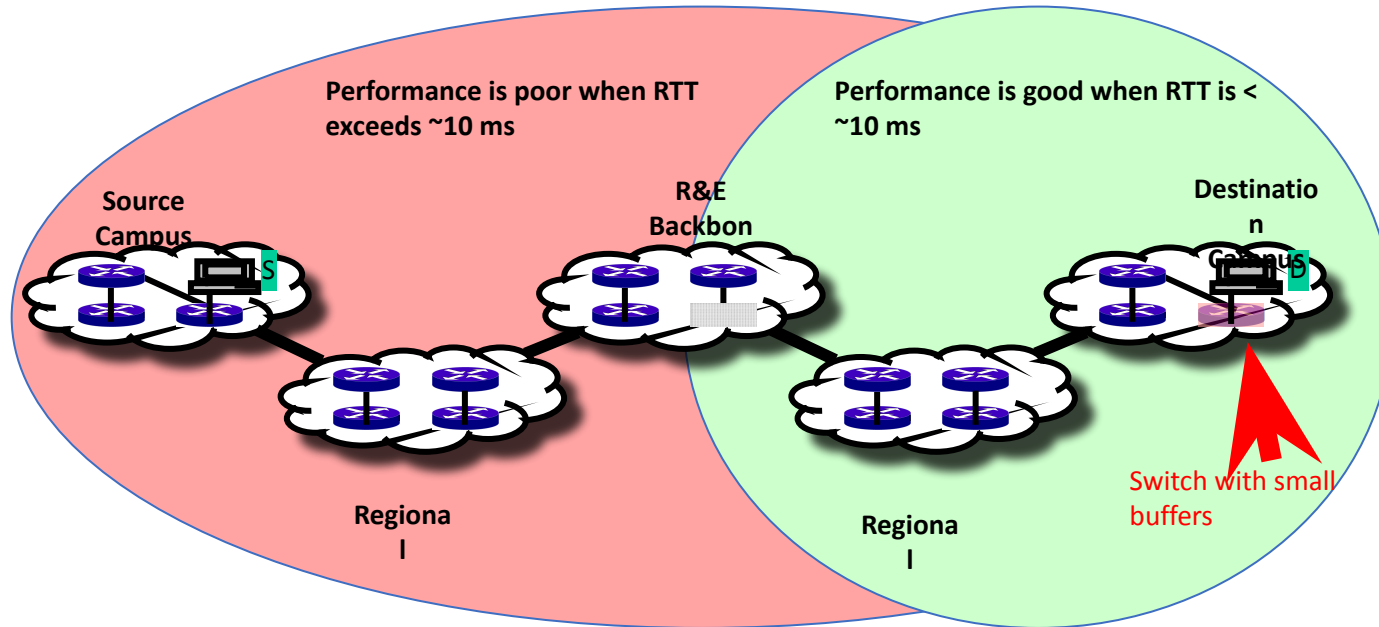 Performance is poor when RTT
exceeds ~10 ms
Performance is good when RTT is <
~10 ms
Source
Campus
S
R&E
Backbon
Destinatio
n
Campus
D
Regiona
l
Regiona
l
Switch with small
buffers